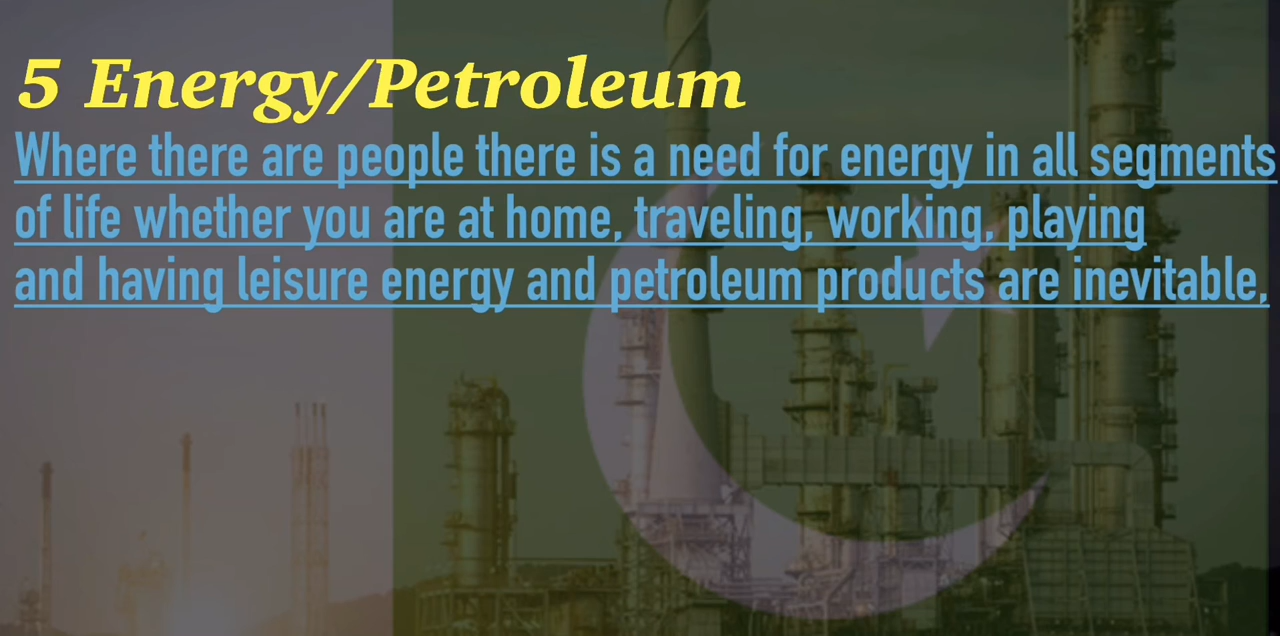 5 Energy/Petroleum
Where there are people there is a need for energy in all segments
of life whether you are at home, traveling, working, playing
and having leisure energy and petroleum products are inevitable,